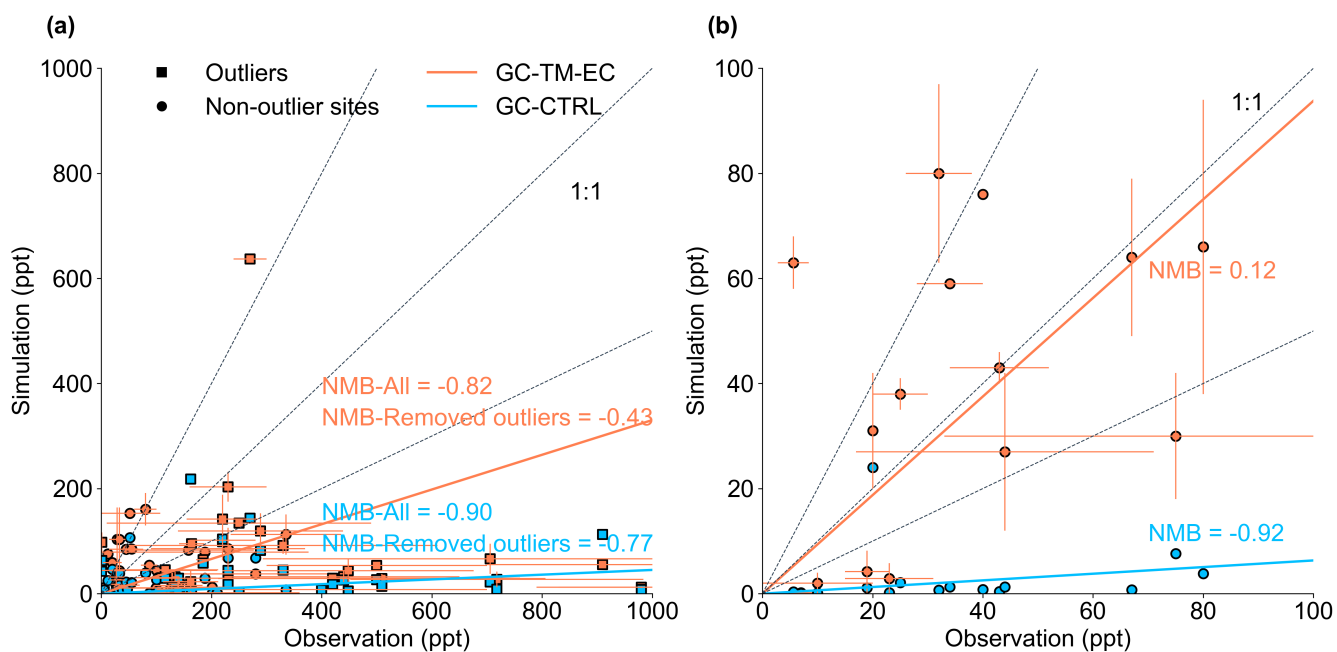 (a)
(b)
Outliers
Non-outlier sites
GC-TM-EC
GC-CTRL
1:1
NMB-All = -0.82
NMB-Removed outliers = -0.43
NMB-All = -0.90
NMB-Removed outliers = -0.77
Simulation (ppt)
1000
800
600
400
200
0
0
200
400
600
800
1000
Observation (ppt)
1:1
NMB = 0.12
NMB = -0.92
Simulation (ppt)
100
80
60
40
20
0
0
20
40
60
80
100
Observation (ppt)